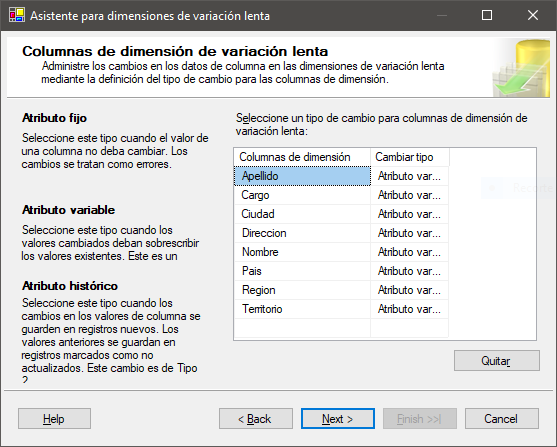 Asistente para dimensiones de variación lenta
Columnas de dimensión de variación lenta
Administre los cambios en los datos de columna en las dimensiones de variación lenta
mediante la definición del tipo de cambio para las columnas de dimensión.
Atributo fijo
Seleccione este tipo cuando el valor de
una columna no deba cambiar. Los
cambios se tratan como errores.
Atributo variable
Seleccione este tipo cuando los
valores cambiados deban sobrescribir
los valores existentes. Este es un
Atributo histórico
Seleccione este tipo cuando los
cambios en los valores de columna se
guarden en registros nuevos. Los
valores anteriores se guardan en
registros marcados como no
actualizados. Este cambio es de Tipo
2.
Seleccione un tipo de cambio para columnas de dimensión de
variación lenta:
Columnas de dimensión Cambiar tipo
Apellido Atributo var...
Cargo Atributo var...
Ciudad Atributo var...
Direccion Atributo var...
Nombre Atributo var...
Pais Atributo var...
Region Atributo var...
Territorio Atributo var...
Quitar
Help < Back Next > Finish >>| Cancel